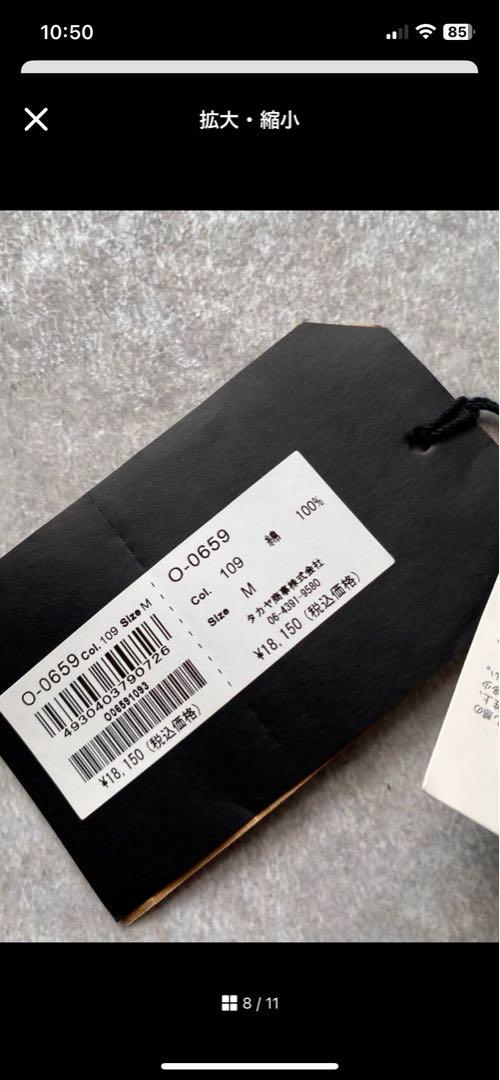 10:50
85
拡大・縮小
O-0659
Col. 109 Size M
4930403790726
006591093
¥18,150(税込価格)
O-0659
Col. 109 綿 100%
Size M
タカヤ商事株式会社
06-4391-9580
¥18,150(税込価格)
8 / 11